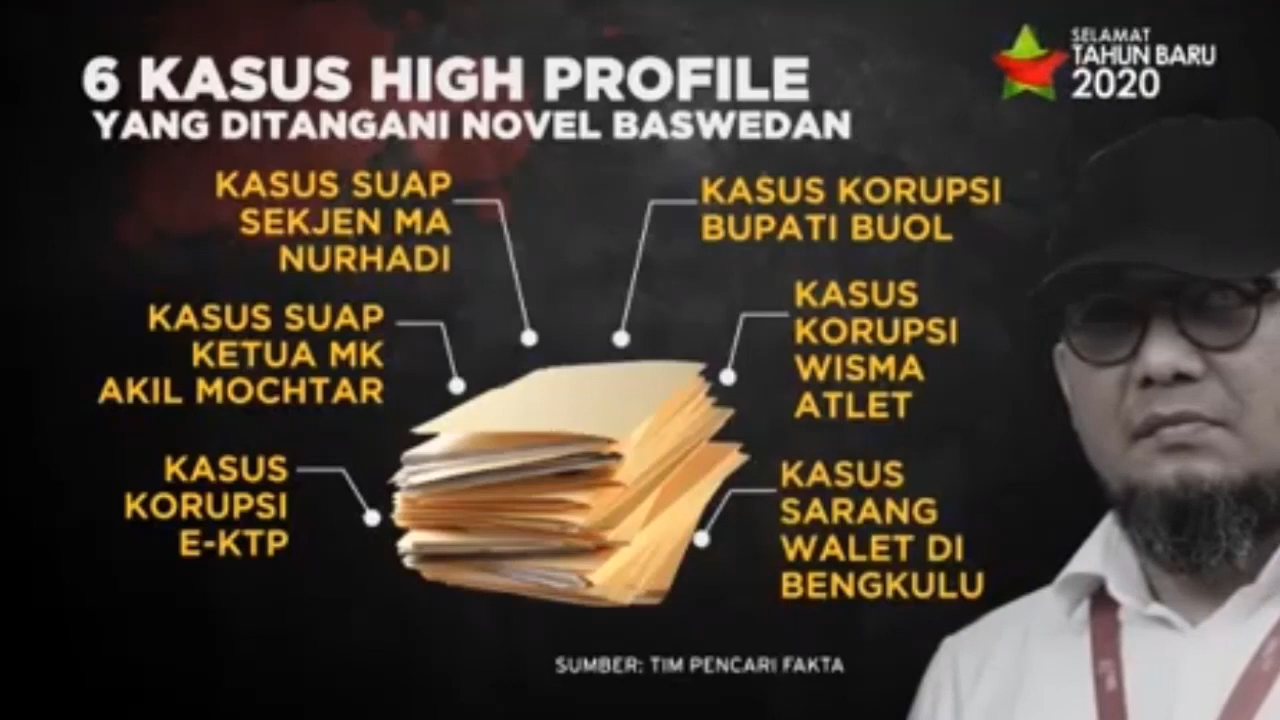 6 KASUS HIGH PROFILE
YANG DITANGANI NOVEL BASWEDAN
SELAMAT
TAHUN BARU
2020
KASUS SUAP
SEKJEN MA
NURHADI
KASUS SUAP
KETUA MK
AKIL MOCHTAR
KASUS
KORUPSI
E-KTP
KASUS KORUPSI
BUPATI BUOL
KASUS
KORUPSI
WISMA
ATLET
KASUS
SARANG
WALET DI
BENGKULU
SUMBER: TIM PENCARI FAKTA